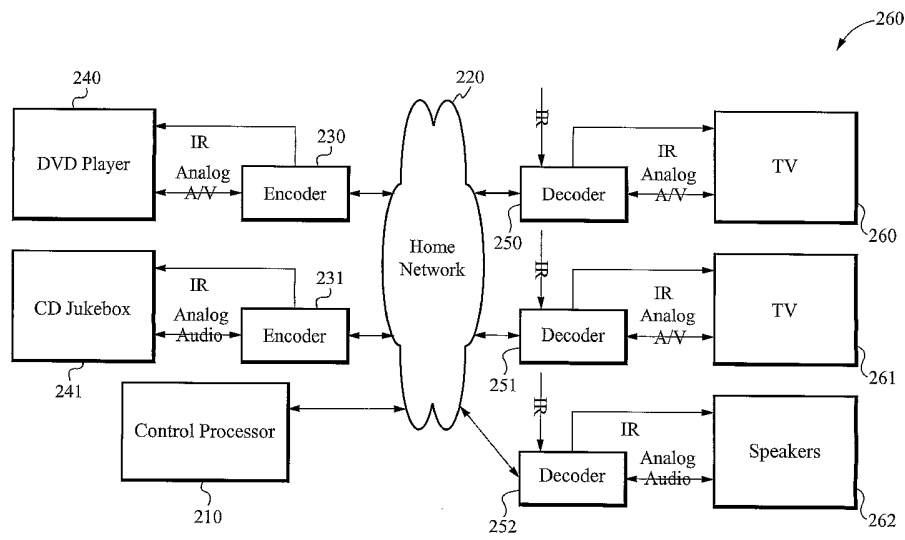 260
240
DVD Player
IR
Analog
A/V
230
Encoder
220
Home
Network
IR
Decoder
250
IR
Analog
A/V
TV
260
CD Jukebox
241
IR
Analog
Audio
231
Encoder
IR
Decoder
251
IR
Analog
A/V
TV
261
Control Processor
210
IR
Decoder
252
IR
Analog
Audio
Speakers
262